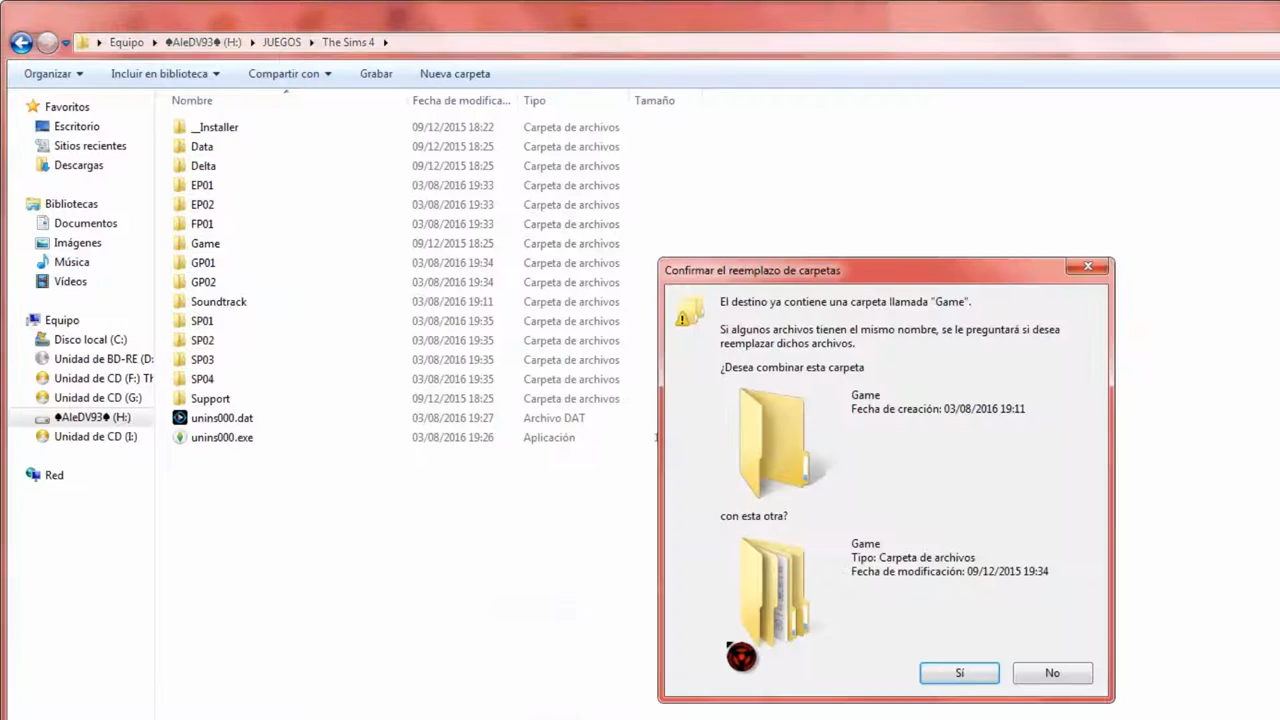 Equipo ♠AleDV93♠ (H:) JUEGOS The Sims 4
Organizar Incluir en biblioteca Compartir con Grabar Nueva carpeta
Nombre Fecha de modifica... Tipo Tamaño
Favoritos
Escritorio
Sitios recientes
Descargas
Bibliotecas
Documentos
Imágenes
Música
Vídeos
Equipo
Disco local (C:)
Unidad de BD-RE (D:
Unidad de CD (F:) Th
Unidad de CD (G:)
♠AleDV93♠ (H:)
Unidad de CD (I:)
Red
__Installer 09/12/2015 18:22 Carpeta de archivos
Data 09/12/2015 18:25 Carpeta de archivos
Delta 09/12/2015 18:25 Carpeta de archivos
EP01 03/08/2016 19:33 Carpeta de archivos
EP02 03/08/2016 19:33 Carpeta de archivos
FP01 03/08/2016 19:33 Carpeta de archivos
Game 09/12/2015 18:25 Carpeta de archivos
GP01 03/08/2016 19:34 Carpeta de archivos
GP02 03/08/2016 19:34 Carpeta de archivos
Soundtrack 03/08/2016 19:11 Carpeta de archivos
SP01 03/08/2016 19:35 Carpeta de archivos
SP02 03/08/2016 19:35 Carpeta de archivos
SP03 03/08/2016 19:35 Carpeta de archivos
SP04 03/08/2016 19:35 Carpeta de archivos
Support 09/12/2015 18:25 Carpeta de archivos
unins000.dat 03/08/2016 19:27 Archivo DAT
unins000.exe 03/08/2016 19:26 Aplicación
Confirmar el reemplazo de carpetas
El destino ya contiene una carpeta llamada "Game".
Si algunos archivos tienen el mismo nombre, se le preguntará si desea
reemplazar dichos archivos.
¿Desea combinar esta carpeta
Game
Fecha de creación: 03/08/2016 19:11
con esta otra?
Game
Tipo: Carpeta de archivos
Fecha de modificación: 09/12/2015 19:34
Sí No